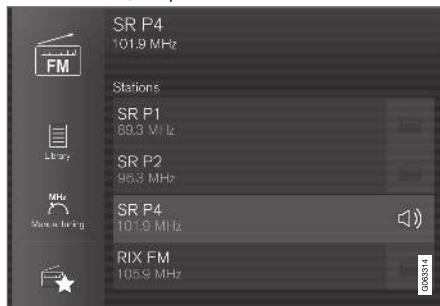 SR P4
101.9 MHz
FM
Stations
SR P1
89.3 MHz
Library
SR P2
96.3 MHz
MHz
Manual tuning
SR P4
101.9 MHz
RIX FM
105.9 MHz
G063314